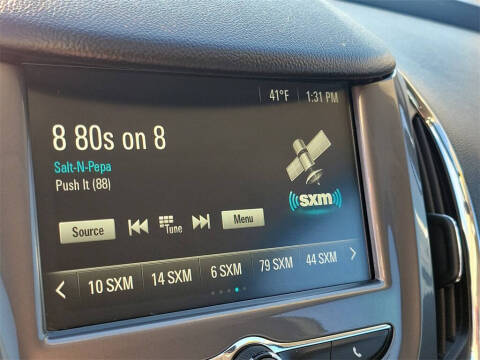 41°F 1:31 PM
8 80s on 8
Salt-N-Pepa
Push It (88)
sxm
Source Tune Menu
10 SXM 14 SXM 6 SXM 79 SXM 44 SXM